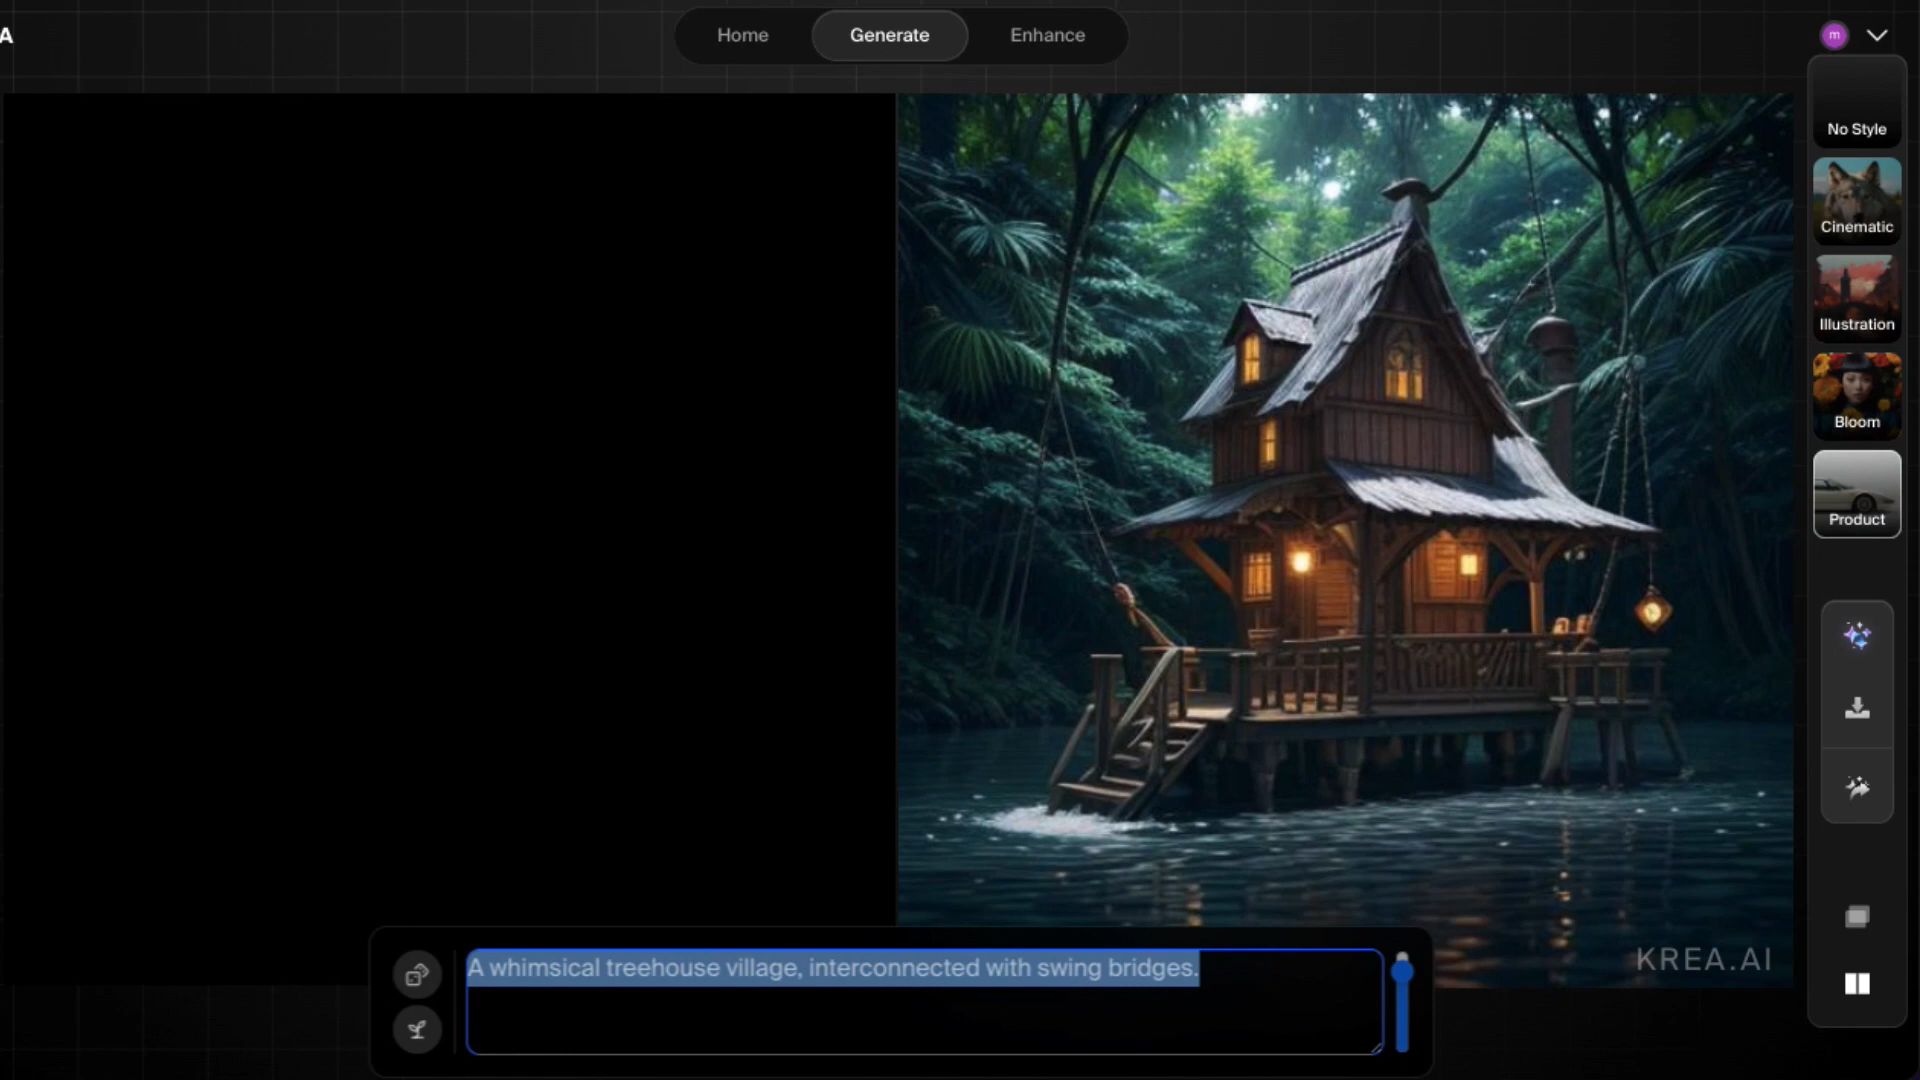 A
Home
Generate
Enhance
m
No Style
Cinematic
Illustration
Bloom
Product
KREA.AI
A whimsical treehouse village, interconnected with swing bridges.